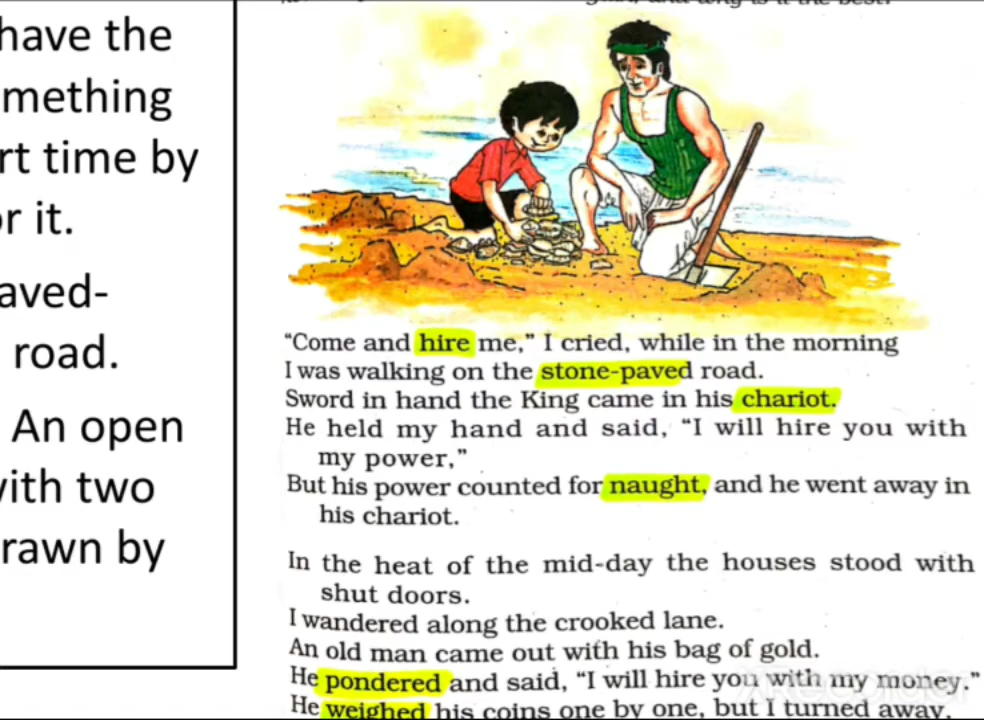 have the
mething
rt time by
or it.
aved-
road.
An open
with two
rawn by
"Come and hire me," I cried, while in the morning
I was walking on the stone-paved road.
Sword in hand the King came in his chariot.
He held my hand and said, "I will hire you with
my power,"
But his power counted for naught, and he went away in
his chariot.
In the heat of the mid-day the houses stood with
shut doors.
I wandered along the crooked lane.
An old man came out with his bag of gold.
He pondered and said, "I will hire you with my money."
He weighed his coins one by one, but I turned away.
XRecorder